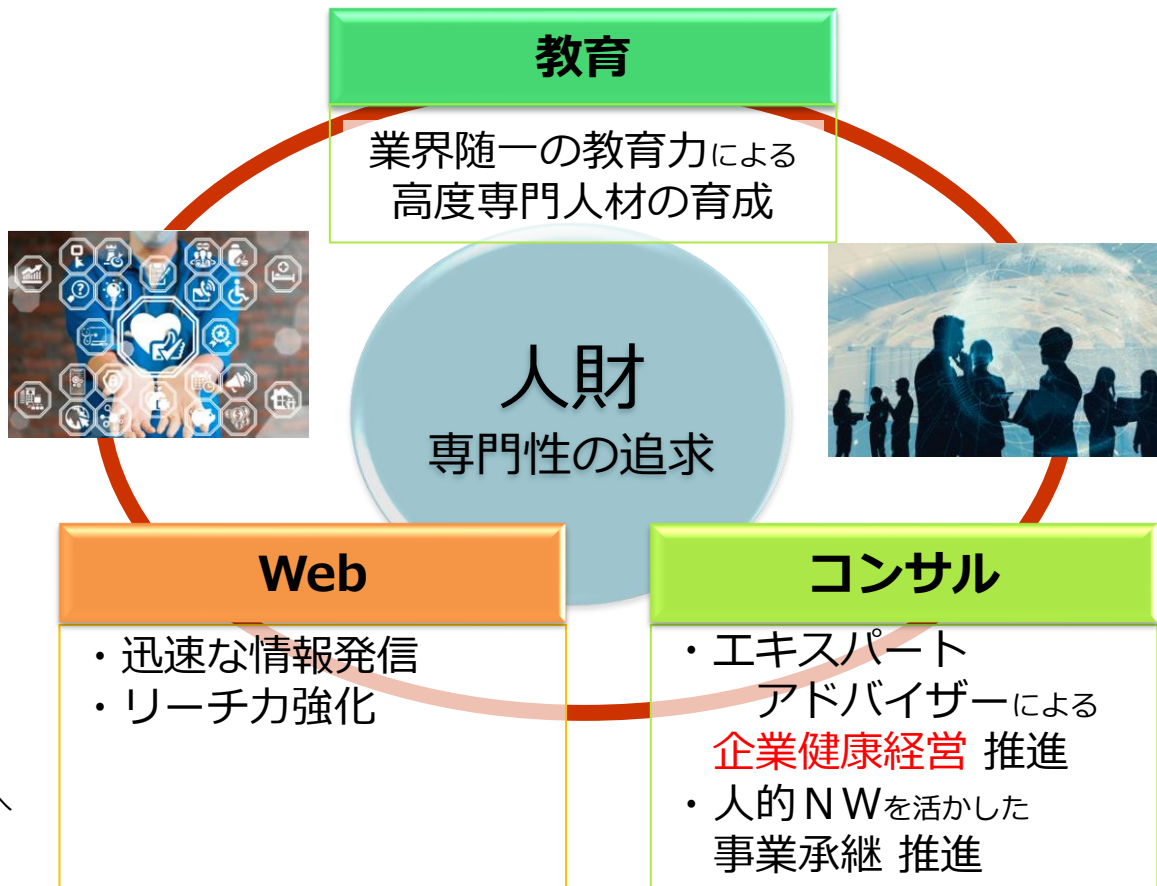 教育
業界随一の教育力による
高度専門人材の育成
人財
専門性の追求
Web
・迅速な情報発信
・リーチ力強化
コンサル
・エキスパート
アドバイザーによる
企業健康経営 推進
・人的ＮＷを活かした
事業承継 推進
へ